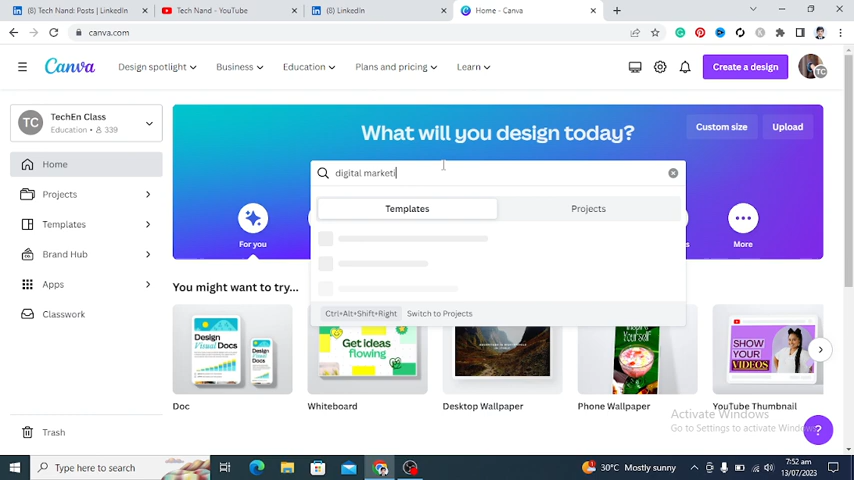 (8) Tech Nand: Posts | LinkedIn
Tech Nand - YouTube
(8) LinkedIn
Home - Canva
canva.com
Canva
Design spotlight
Business
Education
Plans and pricing
Learn
Create a design
TC
TC
TechEn Class
Education • 339
Home
Projects
Templates
Brand Hub
Apps
Classwork
Trash
What will you design today?
Custom size
Upload
digital marketi
Templates
Projects
Ctrl+Alt+Shift+Right
Switch to Projects
For you
More
You might want to try...
Design
Visual Docs
Design
Get ideas
flowing
Inspire
Yourself
SHOW
YOUR
VIDEOS
Doc
Whiteboard
Desktop Wallpaper
Phone Wallpaper
YouTube Thumbnail
Activate Windows
Go to Settings to activate Windows.
?
Type here to search
30°C Mostly sunny
7:52 am
13/07/2023